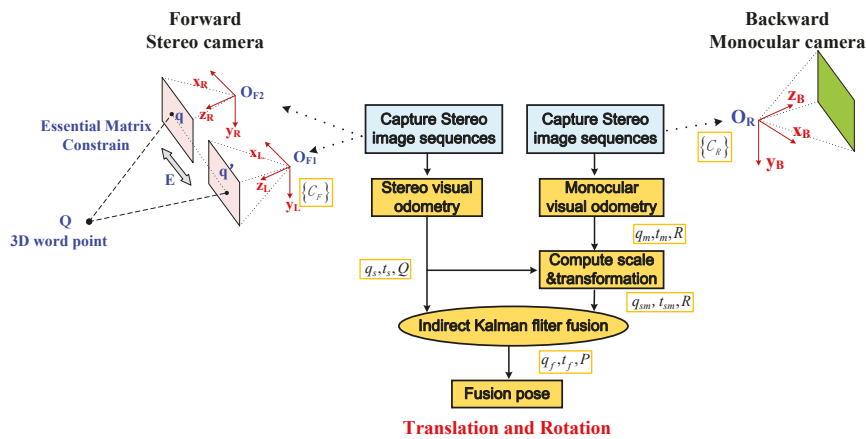 Forward
Stereo camera
Backward
Monocular camera
x_R
O_F2
z_R
y_R
q
Essential Matrix
Constrain
E
x_L
O_F1
q'
z_L
y_L
{C_F}
Q
3D word point
Capture Stereo
image sequences
Capture Stereo
image sequences
O_R
z_B
x_B
y_B
{C_R}
Stereo visual
odometry
Monocular
visual odometry
q_m,t_m,R
q_s,t_s,Q
Compute scale
&transformation
q_sm,t_sm,R
Indirect Kalman fliter fusion
q_f,t_f,P
Fusion pose
Translation and Rotation